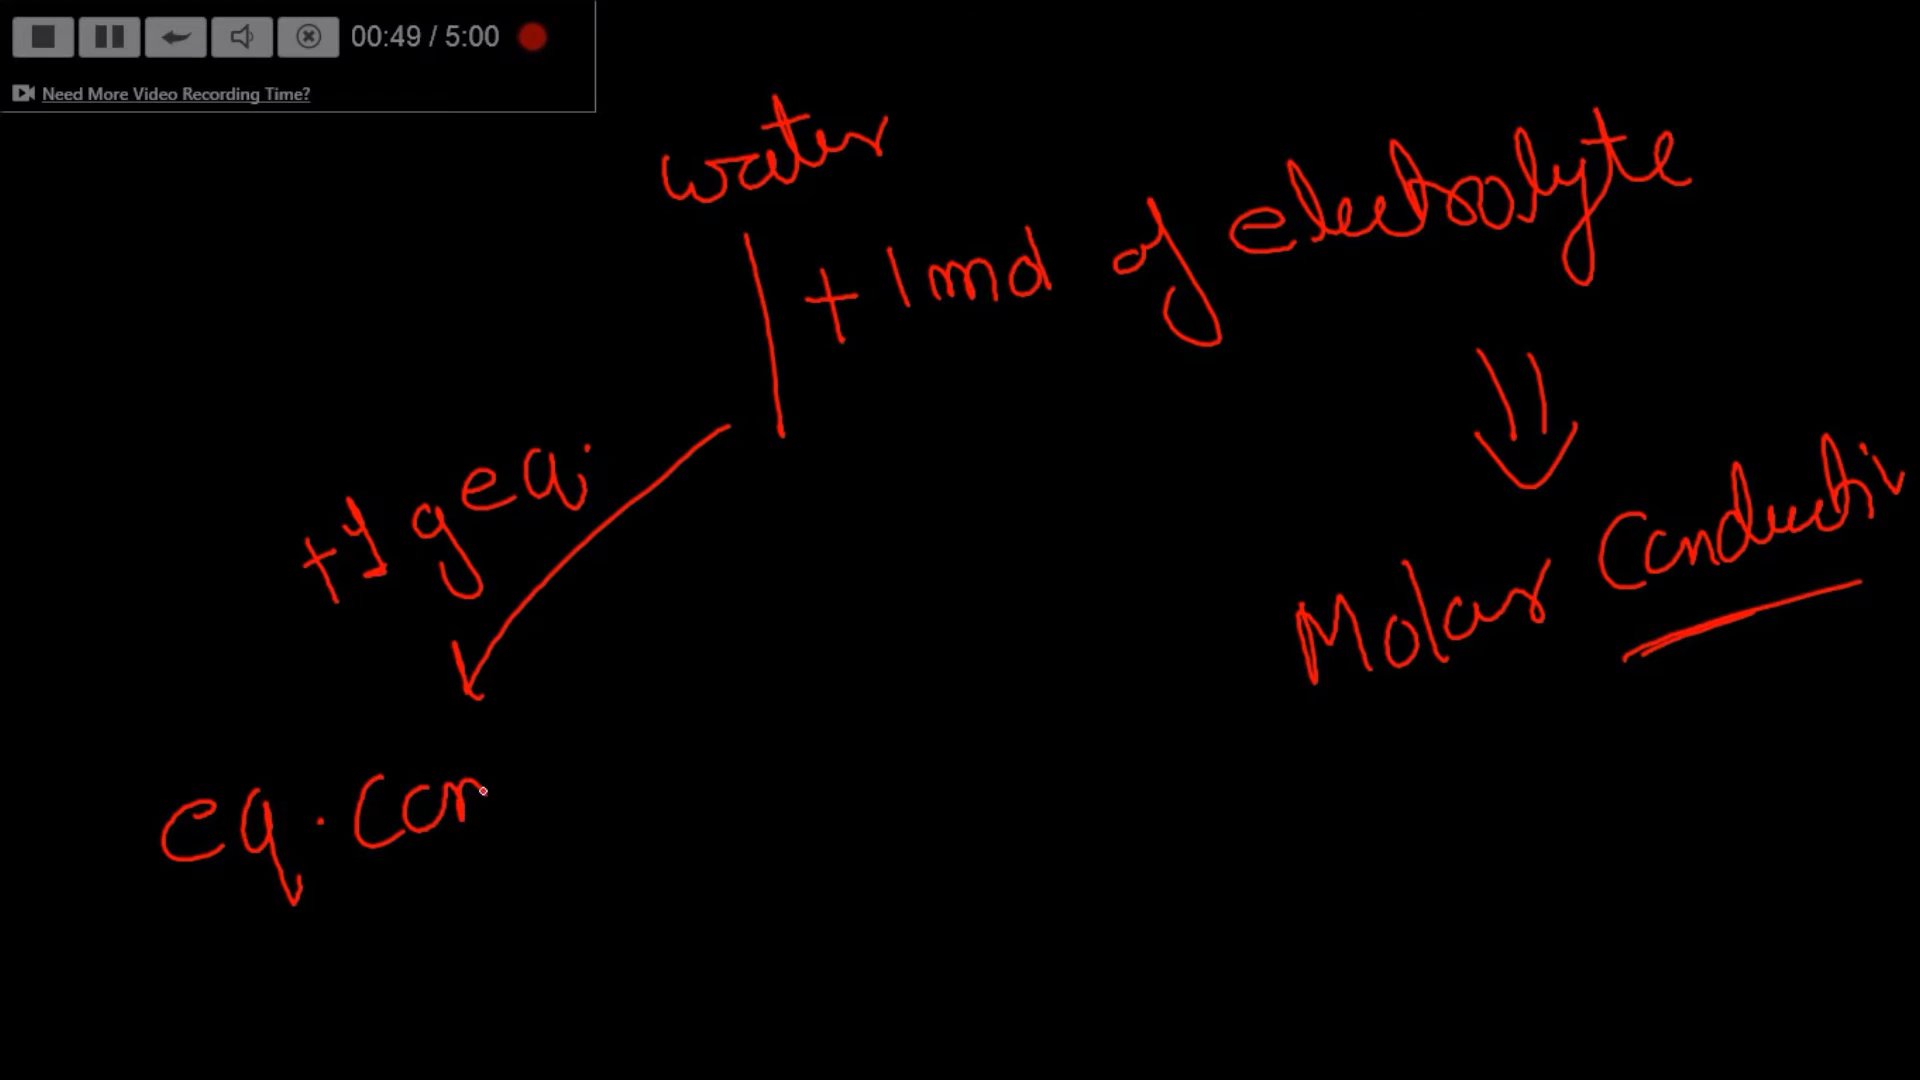 00:49 / 5:00
Need More Video Recording Time?
water
+ 1 mol of electrolyte
+1 g eq.
Molar Conducti
eq. Con